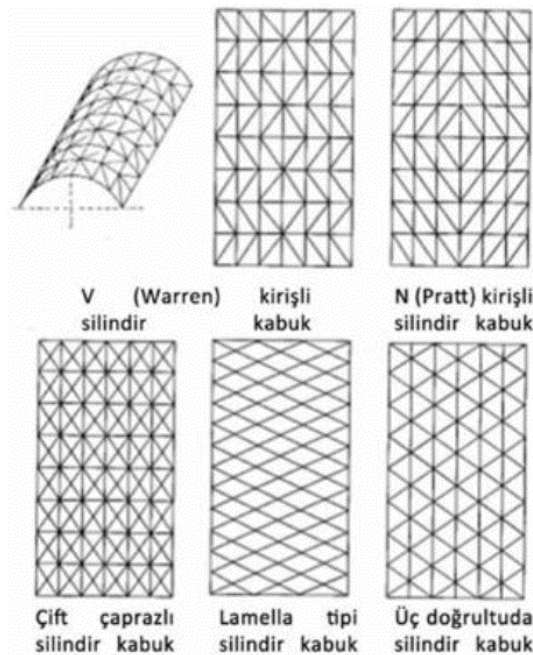 V (Warren) kirişli
silindir kabuk
N (Pratt) kirişli
silindir kabuk
Çift çaprazlı
silindir kabuk
Lamella tipi
silindir kabuk
Üç doğrultuda
silindir kabuk